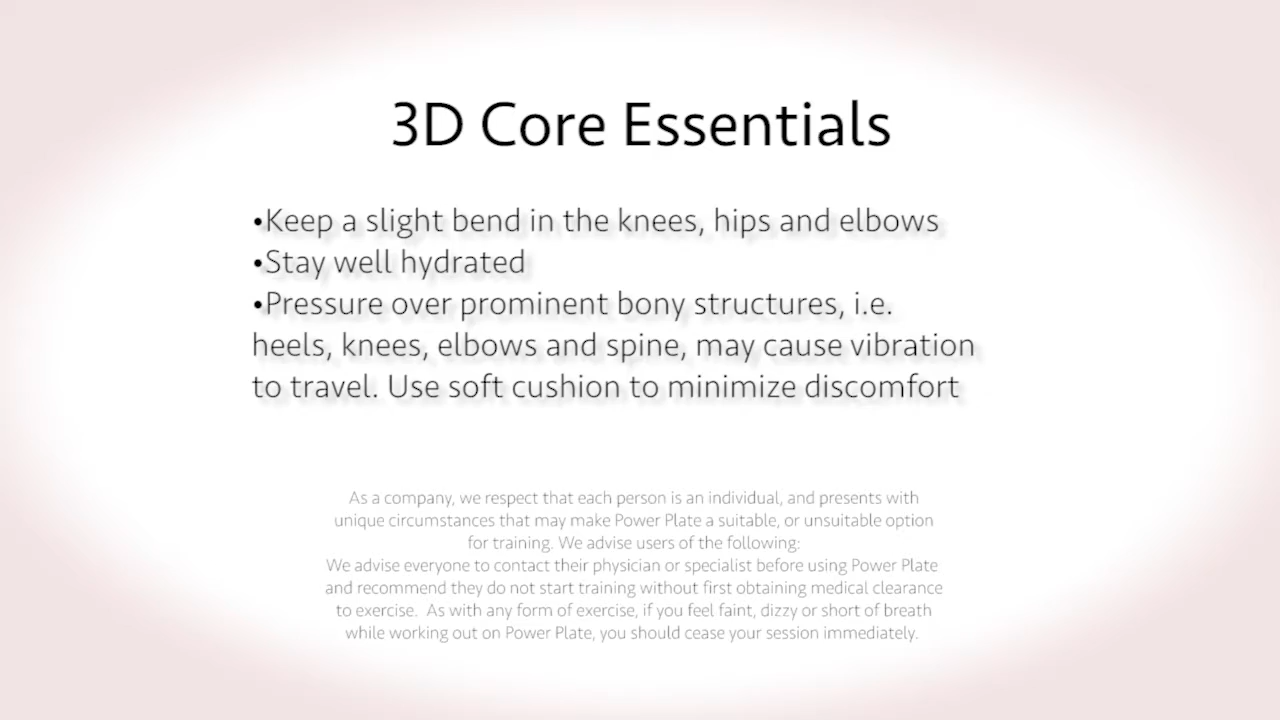 3D Core Essentials
•Keep a slight bend in the knees, hips and elbows
•Stay well hydrated
•Pressure over prominent bony structures, i.e.
heels, knees, elbows and spine, may cause vibration
to travel. Use soft cushion to minimize discomfort
As a company, we respect that each person is an individual, and presents with
unique circumstances that may make Power Plate a suitable, or unsuitable option
for training. We advise users of the following:
We advise everyone to contact their physician or specialist before using Power Plate
and recommend they do not start training without first obtaining medical clearance
to exercise.  As with any form of exercise, if you feel faint, dizzy or short of breath
while working out on Power Plate, you should cease your session immediately.